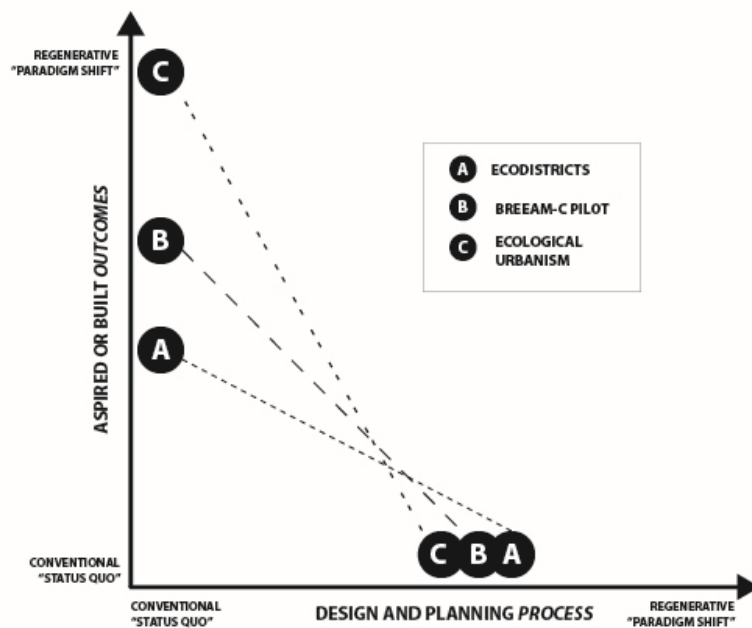 REGENERATIVE
"PARADIGM SHIFT"
C
B
A
ASPIRED OR BUILT OUTCOMES
A ECODISTRICTS
B BREEAM-C PILOT
C ECOLOGICAL
URBANISM
C B A
CONVENTIONAL
"STATUS QUO"
CONVENTIONAL
"STATUS QUO"
DESIGN AND PLANNING PROCESS
REGENERATIVE
"PARADIGM SHIFT"